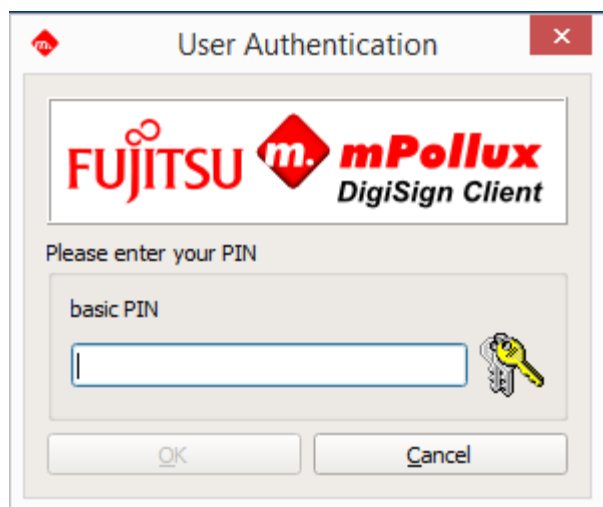 m.
User Authentication
FUJITSU m. mPollux
DigiSign Client
Please enter your PIN
basic PIN
OK
Cancel